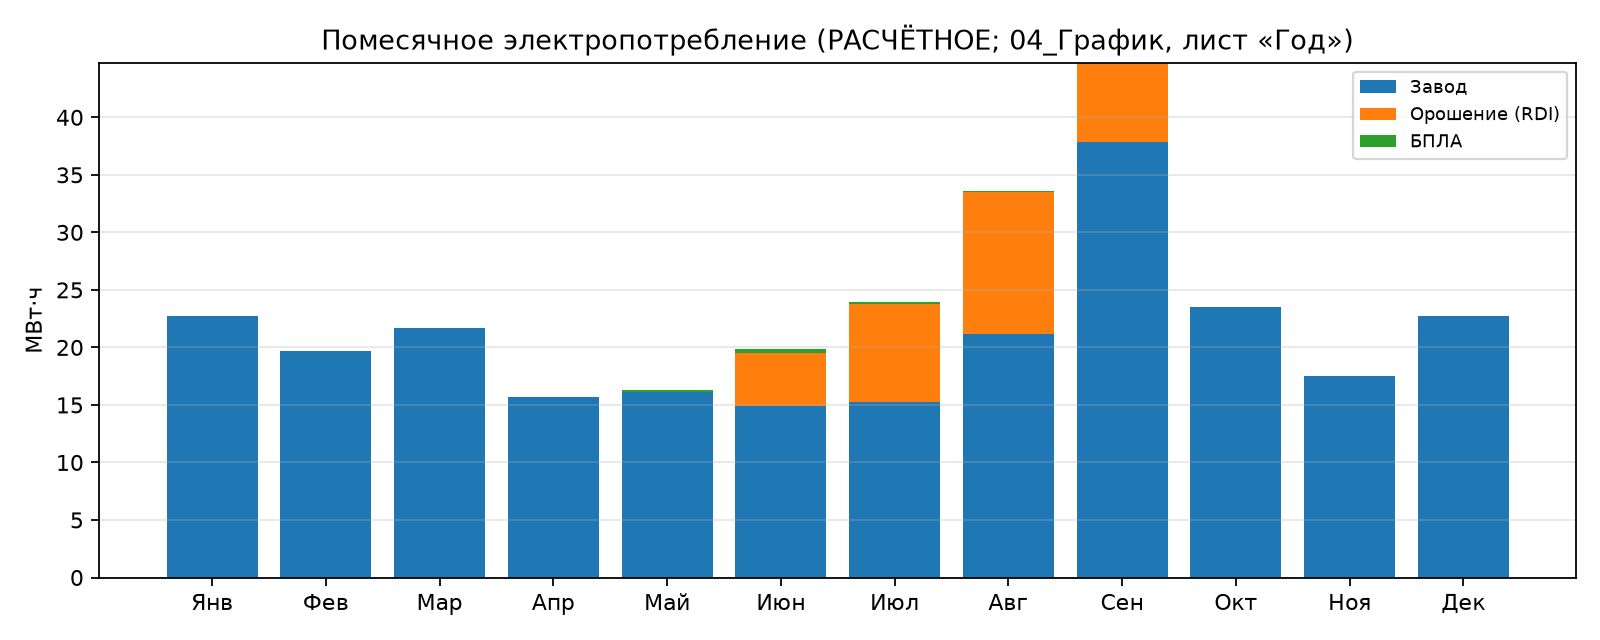 Помесячное электропотребление (РАСЧЁТНОЕ; 04_График, лист «Год»)
МВт·ч
40
35
30
25
20
15
10
5
0
Завод
Орошение (RDI)
БПЛА
Янв Фев Мар Апр Май Июн Июл Авг Сен Окт Ноя Дек